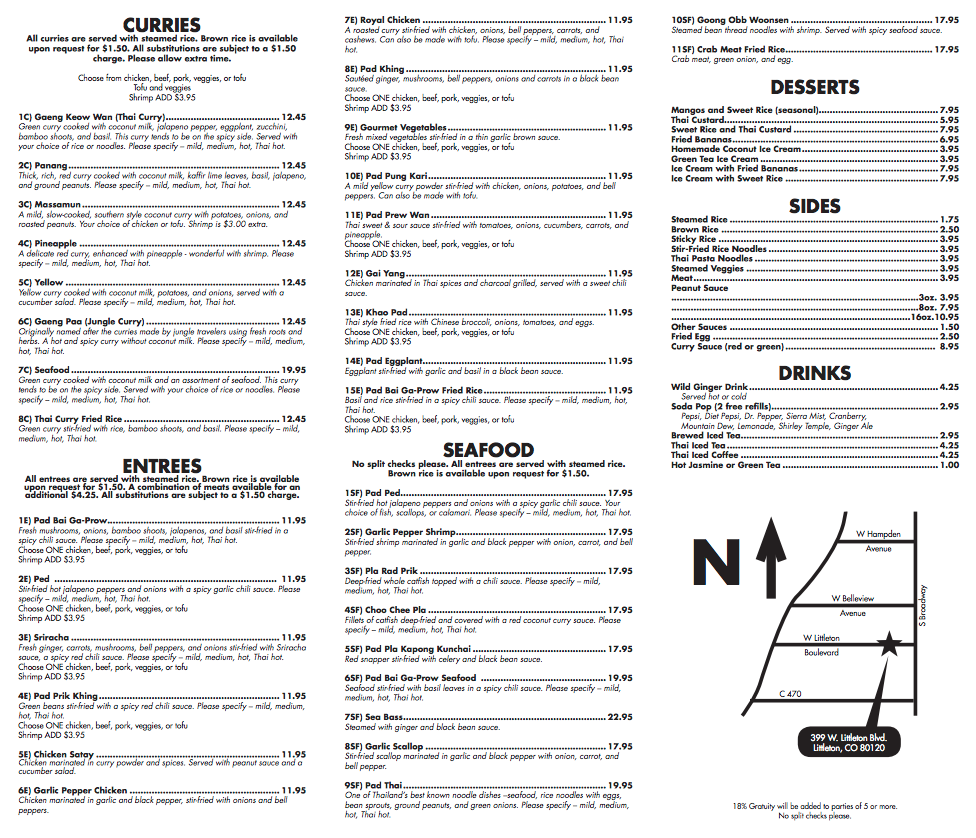 CURRIES
All curries are served with steamed rice. Brown rice is available
upon request for $1.50. All substitutions are subject to a $1.50
charge. Please allow extra time.
Choose from chicken, beef, pork, veggies, or tofu
Tofu and veggies
Shrimp ADD $3.95
1C) Gaeng Keow Wan (Thai Curry) 12.45
Green curry cooked with coconut milk, jalapeno pepper, eggplant, zucchini,
bamboo shoots, and basil. This curry tends to be on the spicy side. Served with
your choice of rice or noodles. Please specify – mild, medium, hot, Thai hot.
2C) Panang 12.45
Thick, rich, red curry cooked with coconut milk, kaffir lime leaves, basil, jalapeno,
and ground peanuts. Please specify – mild, medium, hot, Thai hot.
3C) Massamun 12.45
A mild, slow-cooked, southern style coconut curry with potatoes, onions, and
roasted peanuts. Your choice of chicken or tofu. Shrimp is $3.00 extra.
4C) Pineapple 12.45
A delicate red curry, enhanced with pineapple - wonderful with shrimp. Please
specify – mild, medium, hot, Thai hot.
5C) Yellow 12.45
Yellow curry cooked with coconut milk, potatoes, and onions, served with a
cucumber salad. Please specify – mild, medium, hot, Thai hot.
6C) Gaeng Paa (Jungle Curry) 12.45
Originally named after the curries made by jungle travelers using fresh roots and
herbs. A hot and spicy curry without coconut milk. Please specify – mild, medium,
hot, Thai hot.
7C) Seafood 19.95
Green curry cooked with coconut milk and an assortment of seafood. This curry
tends to be on the spicy side. Served with your choice of rice or noodles. Please
specify – mild, medium, hot, Thai hot.
8C) Thai Curry Fried Rice 12.45
Green curry stir-fried with rice, bamboo shoots, and basil. Please specify – mild,
medium, hot, Thai hot.
ENTREES
All entrees are served with steamed rice. Brown rice is available
upon request for $1.50. A combination of meats available for an
additional $4.25. All substitutions are subject to a $1.50 charge.
1E) Pad Bai Ga-Prow 11.95
Fresh mushrooms, onions, bamboo shoots, jalapenos, and basil stir-fried in a
spicy chili sauce. Please specify – mild, medium, hot, Thai hot.
Choose ONE chicken, beef, pork, veggies, or tofu
Shrimp ADD $3.95
2E) Ped 11.95
Stir-fried hot jalapeno peppers and onions with a spicy garlic chili sauce. Please
specify – mild, medium, hot, Thai hot.
Choose ONE chicken, beef, pork, veggies, or tofu
Shrimp ADD $3.95
3E) Sriracha 11.95
Fresh ginger, carrots, mushrooms, bell peppers, and onions stir-fried with Sriracha
sauce, a spicy red chili sauce. Please specify – mild, medium, hot, Thai hot.
Choose ONE chicken, beef, pork, veggies, or tofu
Shrimp ADD $3.95
4E) Pad Prik Khing 11.95
Green beans stir-fried with a spicy red chili sauce. Please specify – mild, medium,
hot, Thai hot.
Choose ONE chicken, beef, pork, veggies, or tofu
Shrimp ADD $3.95
5E) Chicken Satay 11.95
Chicken marinated in curry powder and spices. Served with peanut sauce and a
cucumber salad.
6E) Garlic Pepper Chicken 11.95
Chicken marinated in garlic and black pepper, stir-fried with onions and bell
peppers.
7E) Royal Chicken 11.95
A roasted curry stir-fried with chicken, onions, bell peppers, carrots, and
cashews. Can also be made with tofu. Please specify – mild, medium, hot, Thai
hot.
8E) Pad Khing 11.95
Sautéed ginger, mushrooms, bell peppers, onions and carrots in a black bean
sauce.
Choose ONE chicken, beef, pork, veggies, or tofu
Shrimp ADD $3.95
9E) Gourmet Vegetables 11.95
Fresh mixed vegetables stir-fried in a thin garlic brown sauce.
Choose ONE chicken, beef, pork, veggies, or tofu
Shrimp ADD $3.95
10E) Pad Pung Kari 11.95
A mild yellow curry powder stir-fried with chicken, onions, potatoes, and bell
peppers. Can also be made with tofu.
11E) Pad Prew Wan 11.95
Thai sweet & sour sauce stir-fried with tomatoes, onions, cucumbers, carrots, and
pineapple.
Choose ONE chicken, beef, pork, veggies, or tofu
Shrimp ADD $3.95
12E) Gai Yang 11.95
Chicken marinated in Thai spices and charcoal grilled, served with a sweet chili
sauce.
13E) Khao Pad 11.95
Thai style fried rice with Chinese broccoli, onions, tomatoes, and eggs.
Choose ONE chicken, beef, pork, veggies, or tofu
Shrimp ADD $3.95
14E) Pad Eggplant 11.95
Eggplant stir-fried with garlic and basil in a black bean sauce.
15E) Pad Bai Ga-Prow Fried Rice 11.95
Basil and rice stir-fried in a spicy chili sauce. Please specify – mild, medium, hot,
Thai hot.
Choose ONE chicken, beef, pork, veggies, or tofu
Shrimp ADD $3.95
SEAFOOD
No split checks please. All entrees are served with steamed rice.
Brown rice is available upon request for $1.50.
1SF) Pad Ped 17.95
Stir-fried hot jalapeno peppers and onions with a spicy garlic chili sauce. Your
choice of fish, scallops, or calamari. Please specify – mild, medium, hot, Thai hot.
2SF) Garlic Pepper Shrimp 17.95
Stir-fried shrimp marinated in garlic and black pepper with onion, carrot, and bell
pepper.
3SF) Pla Rad Prik 17.95
Deep-fried whole catfish topped with a chili sauce. Please specify – mild,
medium, hot, Thai hot.
4SF) Choo Chee Pla 17.95
Fillets of catfish deep-fried and covered with a red coconut curry sauce. Please
specify – mild, medium, hot, Thai hot.
5SF) Pad Pla Kapong Kunchai 17.95
Red snapper stir-fried with celery and black bean sauce.
6SF) Pad Bai Ga-Prow Seafood 19.95
Seafood stir-fried with basil leaves in a spicy chili sauce. Please specify – mild,
medium, hot, Thai hot.
7SF) Sea Bass 22.95
Steamed with ginger and black bean sauce.
8SF) Garlic Scallop 17.95
Stir-fried scallop marinated in garlic and black pepper with onion, carrot, and
bell pepper.
9SF) Pad Thai 19.95
One of Thailand's best known noodle dishes –seafood, rice noodles with eggs,
bean sprouts, ground peanuts, and green onions. Please specify – mild, medium,
hot, Thai hot.
10SF) Goong Obb Woonsen 17.95
Steamed bean thread noodles with shrimp. Served with spicy seafood sauce.
11SF) Crab Meat Fried Rice 17.95
Crab meat, green onion, and egg.
DESSERTS
Mangos and Sweet Rice (seasonal) 7.95
Thai Custard 5.95
Sweet Rice and Thai Custard 7.95
Fried Bananas 6.95
Homemade Coconut Ice Cream 3.95
Green Tea Ice Cream 3.95
Ice Cream with Fried Bananas 7.95
Ice Cream with Sweet Rice 7.95
SIDES
Steamed Rice 1.75
Brown Rice 2.50
Sticky Rice 3.95
Stir-Fried Rice Noodles 3.95
Thai Pasta Noodles 3.95
Steamed Veggies 3.95
Meat 3.95
Peanut Sauce
3oz. 3.95
8oz. 7.95
16oz. 10.95
Other Sauces 1.50
Fried Egg 2.50
Curry Sauce (red or green) 8.95
DRINKS
Wild Ginger Drink 4.25
Served hot or cold
Soda Pop (2 free refills) 2.95
Pepsi, Diet Pepsi, Dr. Pepper, Sierra Mist, Cranberry,
Mountain Dew, Lemonade, Shirley Temple, Ginger Ale
Brewed Iced Tea 2.95
Thai Iced Tea 4.25
Thai Iced Coffee 4.25
Hot Jasmine or Green Tea 1.00
N
W Hampden
Avenue
W Belleview
Avenue
S Broadway
W Littleton
Boulevard
C 470
399 W. Littleton Blvd.
Littleton, CO 80120
18% Gratuity will be added to parties of 5 or more.
No split checks please.